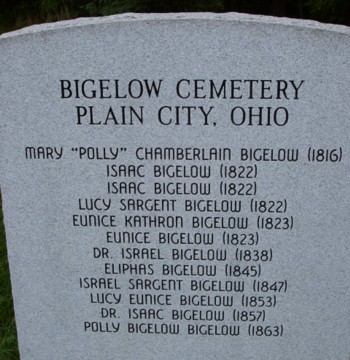 BIGELOW CEMETERY
PLAIN CITY, OHIO
MARY "POLLY" CHAMBERLAIN BIGELOW (1816)
ISAAC BIGELOW (1822)
ISAAC BIGELOW (1822)
LUCY SARGENT BIGELOW (1822)
EUNICE KATHRON BIGELOW (1823)
EUNICE BIGELOW (1823)
DR. ISRAEL BIGELOW (1838)
ELIPHAS BIGELOW (1845)
ISRAEL SARGENT BIGELOW (1847)
LUCY EUNICE BIGELOW (1853)
DR. ISAAC BIGELOW (1857)
POLLY BIGELOW BIGELOW (1863)